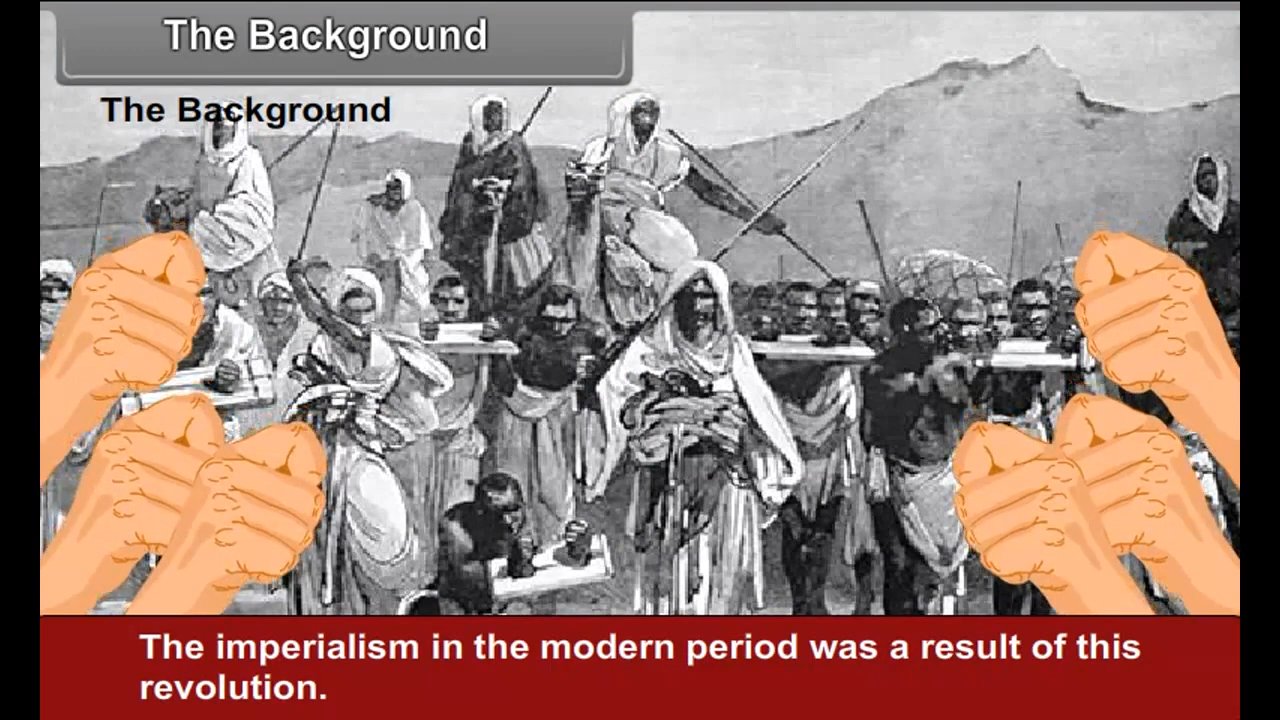 The Background
The Background
The imperialism in the modern period was a result of this
revolution.